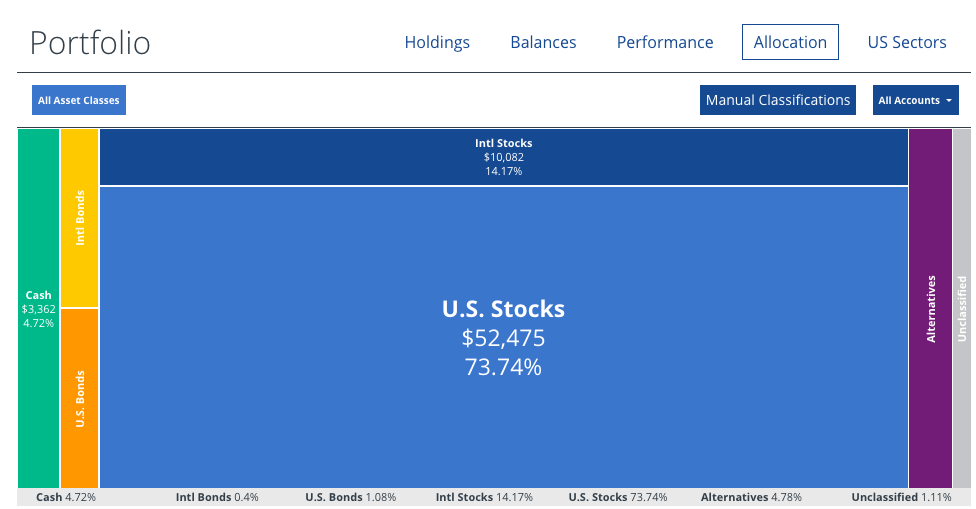 Portfolio
Holdings
Balances
Performance
Allocation
US Sectors
All Asset Classes
Manual Classifications
All Accounts
Intl Stocks
$10,082
14.17%
Intl Bonds
Cash
$3,362
4.72%
U.S. Bonds
U.S. Stocks
$52,475
73.74%
Alternatives
Unclassified
Cash 4.72%
Intl Bonds 0.4%
U.S. Bonds 1.08%
Intl Stocks 14.17%
U.S. Stocks 73.74%
Alternatives 4.78%
Unclassified 1.11%